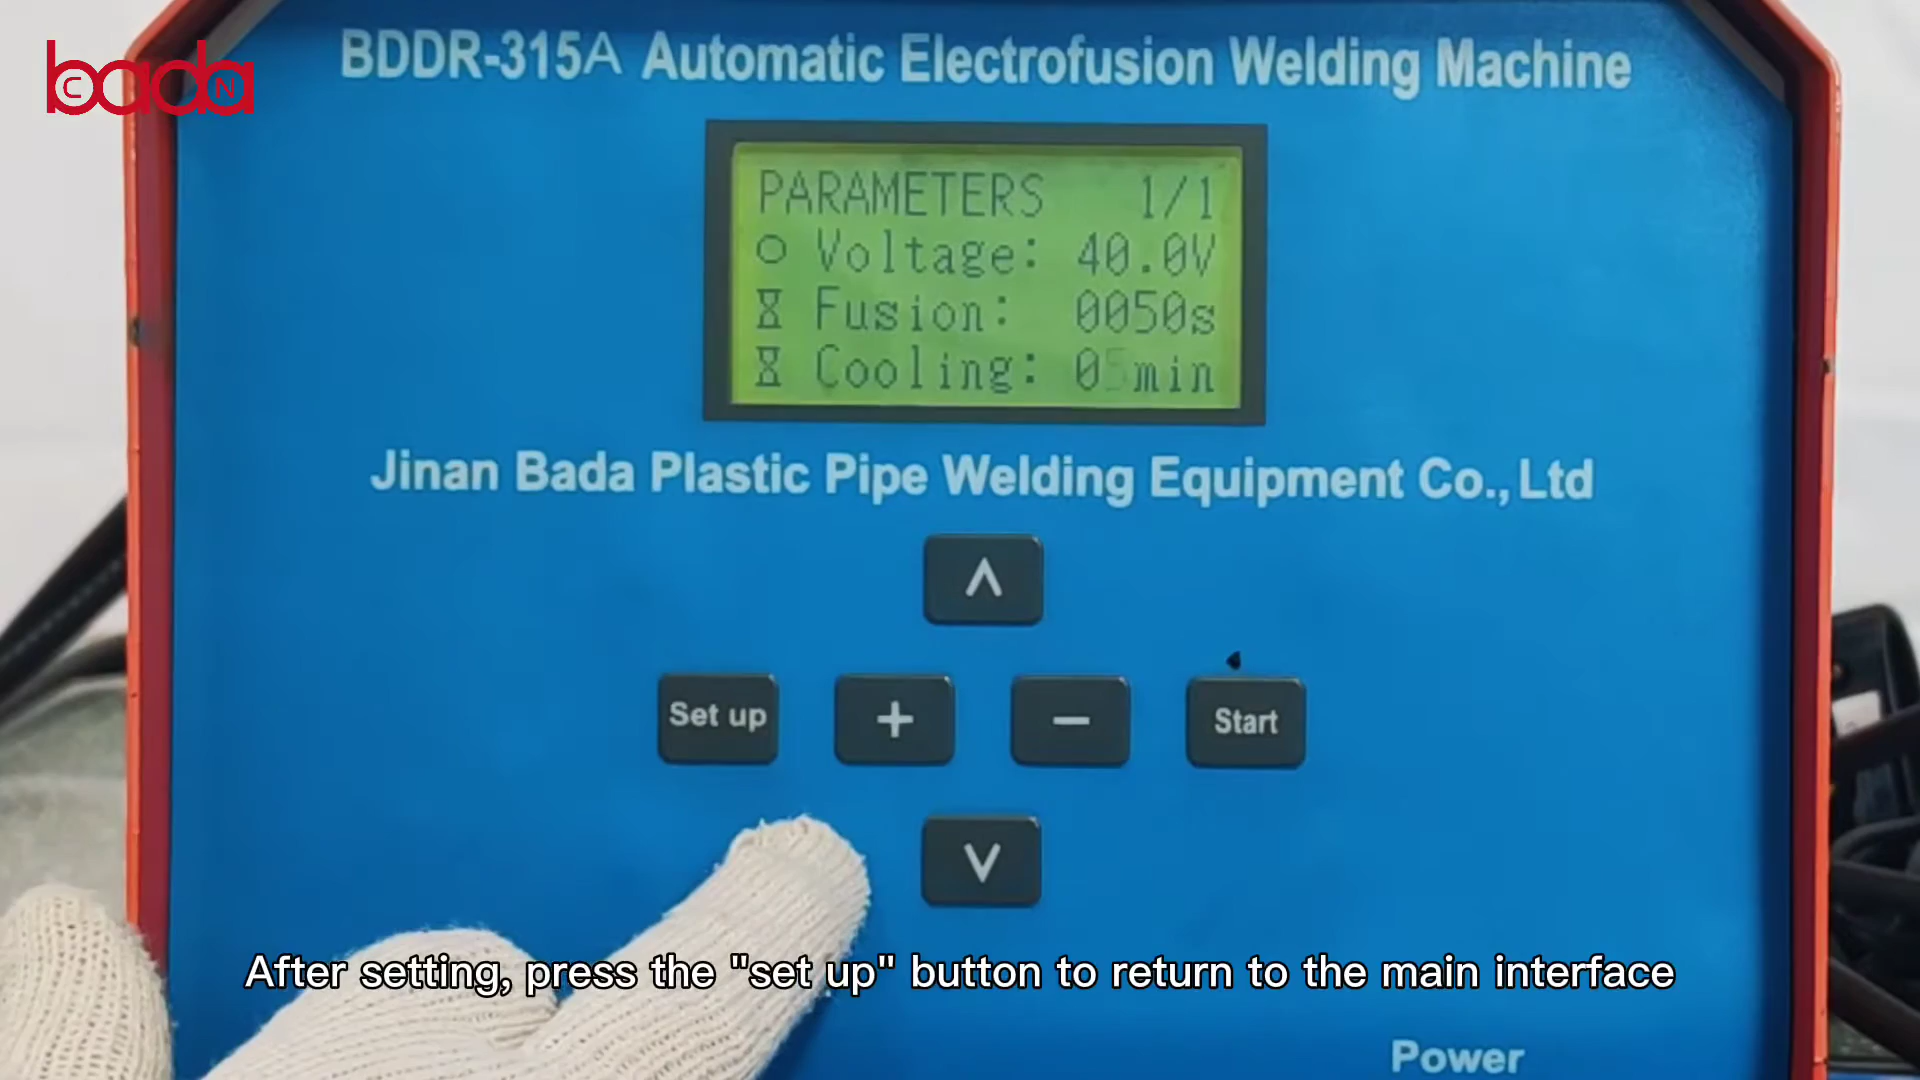 bada
CN
BDDR-315A Automatic Electrofusion Welding Machine
PARAMETERS 1/1
Voltage: 40.0V
Fusion: 0050s
Cooling: 05min
Jinan Bada Plastic Pipe Welding Equipment Co., Ltd
∧
Set up + − Start
∨
After setting, press the "set up" button to return to the main interface
Power